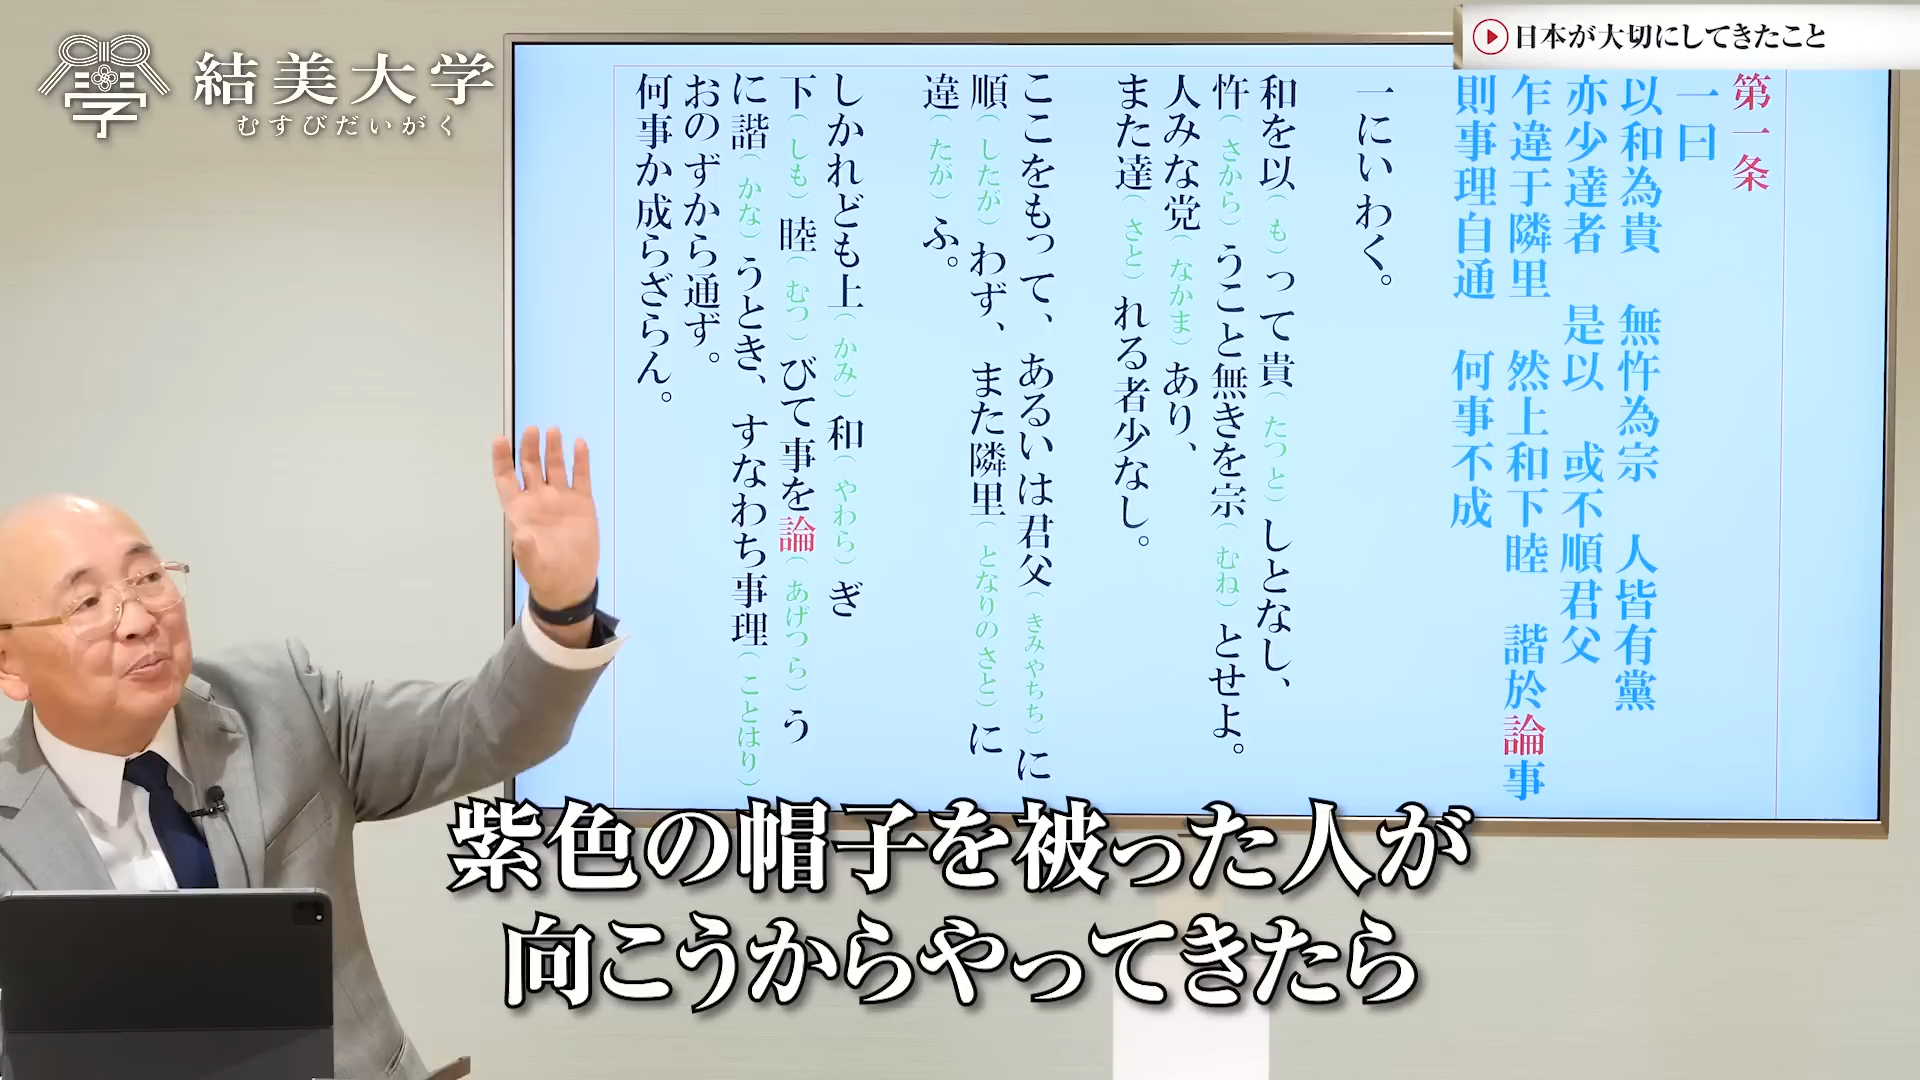 結美大学
むすびだいがく
日本が大切にしてきたこと
第一条
一曰
以和為貴　無忤為宗　人皆有黨
亦少達者　是以　或不順君父
乍違于隣里　然上和下睦　諧於論事
則事理自通　何事不成
一にいわく。
和を以（も）って貴（たつと）しとなし、
忤（さから）うこと無きを宗（むね）とせよ。
人みな党（なかま）あり、
また達（さと）れる者少なし。
ここをもって、あるいは君父（きみやちち）に
順（したが）わず、また隣里（となりのさと）に
違（たが）ふ。
しかれども上（かみ）和（やわら）ぎ
下（しも）睦（むつ）びて事を論（あげつら）う
に諧（かな）うとき、すなわち事理（ことはり）
おのずから通ず。
何事か成らざらん。
紫色の帽子を被った人が
向こうからやってきたら